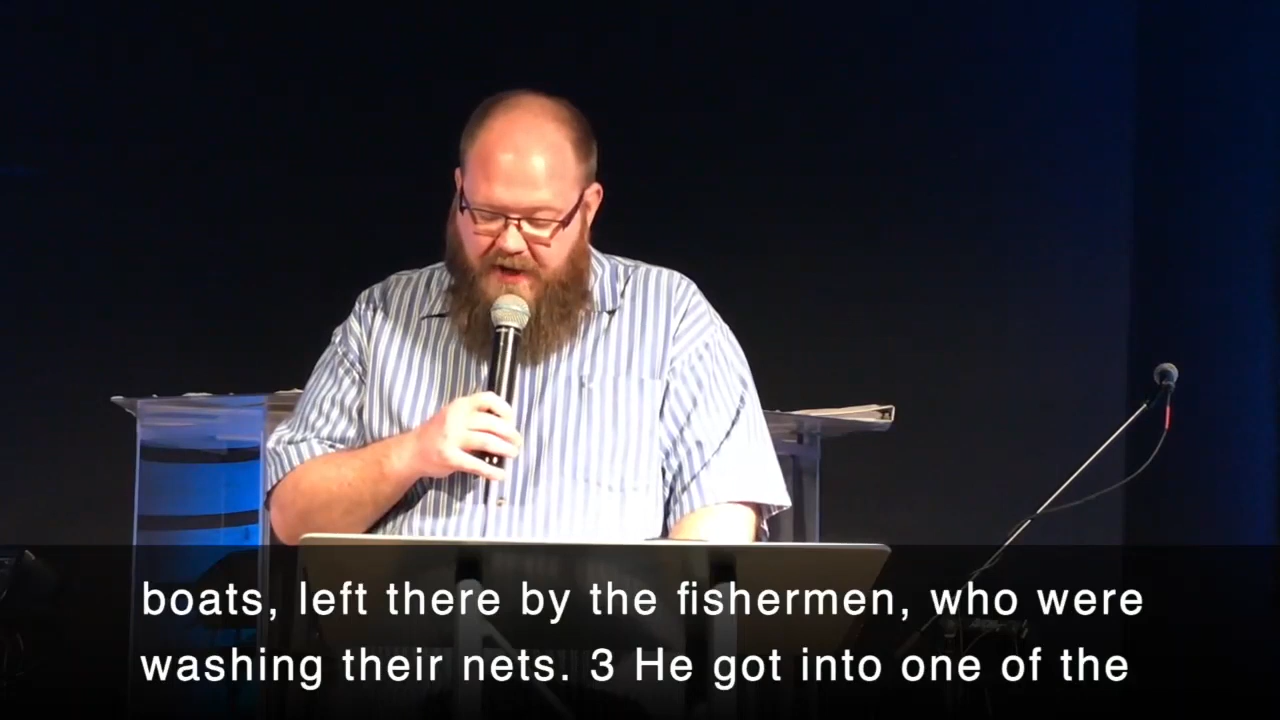 boats, left there by the fishermen, who were
washing their nets. 3 He got into one of the